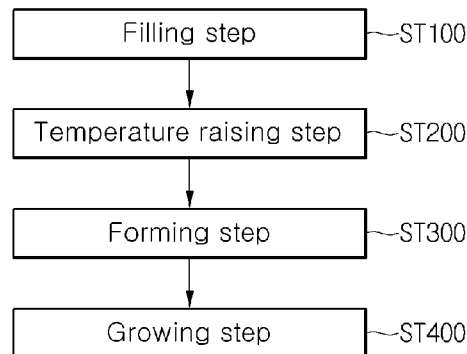 Filling step ST100
Temperature raising step ST200
Forming step ST300
Growing step ST400